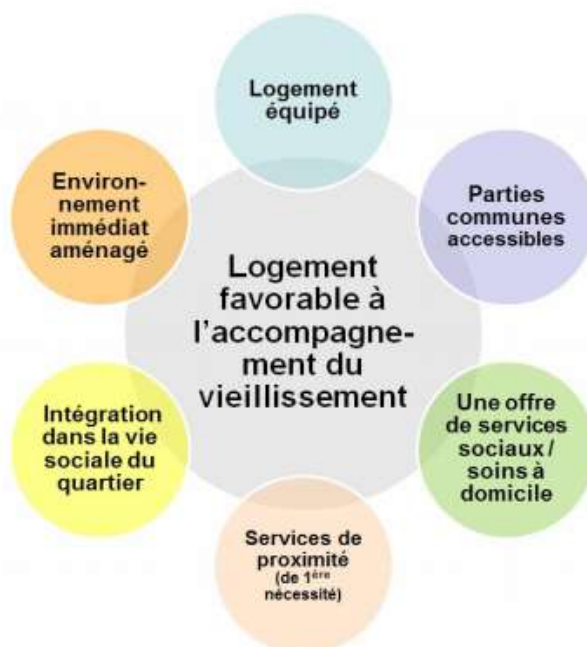 Logement
équipé
Environ-
nement
immédiat
aménagé
Parties
communes
accessibles
Logement
favorable à
l'accompagne-
ment du
vieillissement
Intégration
dans la vie
sociale du
quartier
Une offre
de services
sociaux /
soins à
domicile
Services de
proximité
(de 1ère
nécessité)